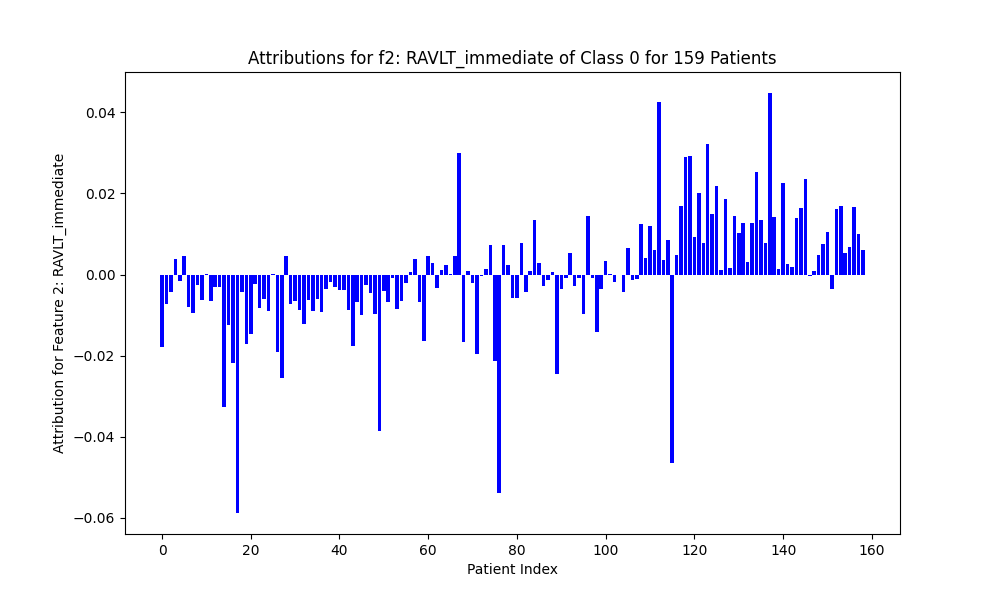 Attributions for f2: RAVLT_immediate of Class 0 for 159 Patients
Attribution for Feature 2: RAVLT_immediate
0.04
0.02
0.00
−0.02
−0.04
−0.06
0 20 40 60 80 100 120 140 160
Patient Index